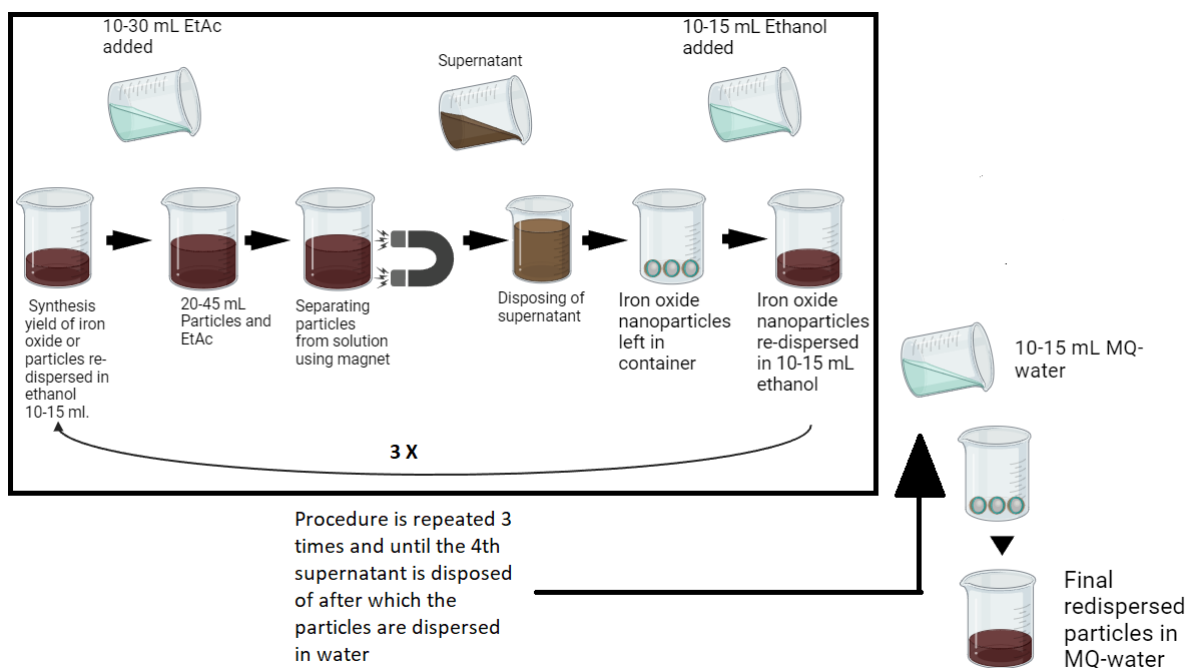 10-30 mL EtAc
added
Supernatant
10-15 mL Ethanol
added
Synthesis
yield of iron
oxide or
particles re-
dispersed in
ethanol
10-15 ml.
20-45 mL
Particles and
EtAc
Separating
particles
from solution
using magnet
Disposing of
supernatant
Iron oxide
nanoparticles
left in
container
Iron oxide
nanoparticles
re-dispersed
in 10-15 mL
ethanol
3 X
10-15 mL MQ-
water
Procedure is repeated 3
times and until the 4th
supernatant is disposed
of after which the
particles are dispersed
in water
Final
redispersed
particles in
MQ-water